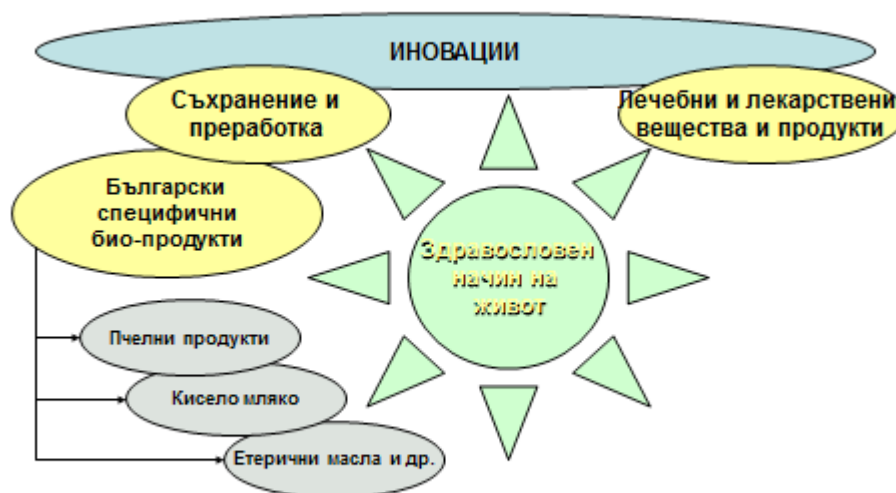 ИНОВАЦИИ
Съхранение и
преработка
Лечебни и лекарствени
вещества и продукти
Български
специфични
био-продукти
Здравословен
начин на
живот
Пчелни продукти
Кисело мляко
Етерични масла и др.